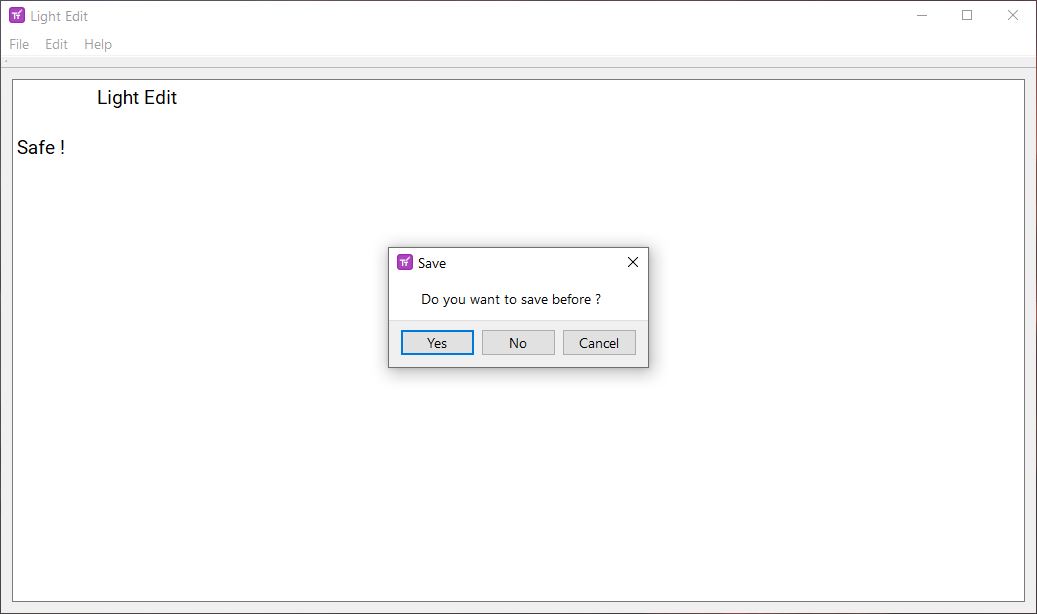 Light Edit
File Edit Help
Light Edit
Safe !
Save
Do you want to save before ?
Yes No Cancel